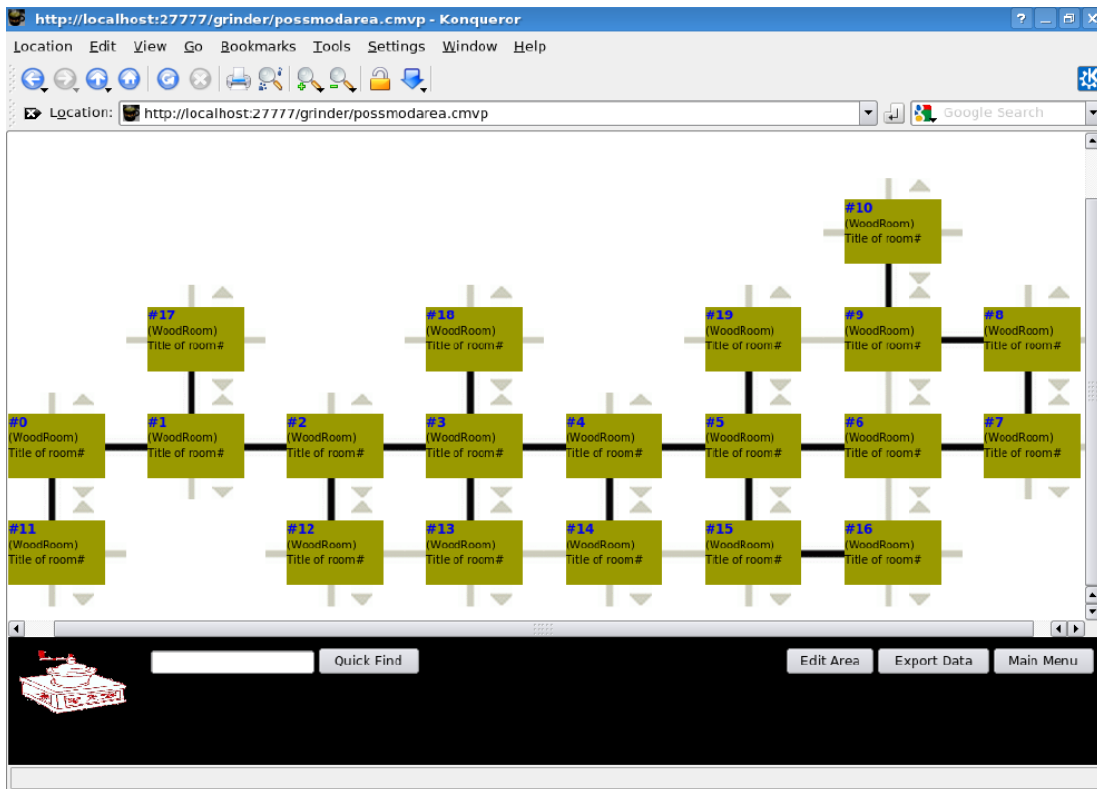 http://localhost:27777/grinder/possmodarea.cmvp - Konqueror
Location Edit View Go Bookmarks Tools Settings Window Help
Location: http://localhost:27777/grinder/possmodarea.cmvp Google Search
#10
(WoodRoom)
Title of room#
#17
(WoodRoom)
Title of room#
#18
(WoodRoom)
Title of room#
#19
(WoodRoom)
Title of room#
#9
(WoodRoom)
Title of room#
#8
(WoodRoom)
Title of room#
#0
(WoodRoom)
Title of room#
#1
(WoodRoom)
Title of room#
#2
(WoodRoom)
Title of room#
#3
(WoodRoom)
Title of room#
#4
(WoodRoom)
Title of room#
#5
(WoodRoom)
Title of room#
#6
(WoodRoom)
Title of room#
#7
(WoodRoom)
Title of room#
#11
(WoodRoom)
Title of room#
#12
(WoodRoom)
Title of room#
#13
(WoodRoom)
Title of room#
#14
(WoodRoom)
Title of room#
#15
(WoodRoom)
Title of room#
#16
(WoodRoom)
Title of room#
Quick Find Edit Area Export Data Main Menu